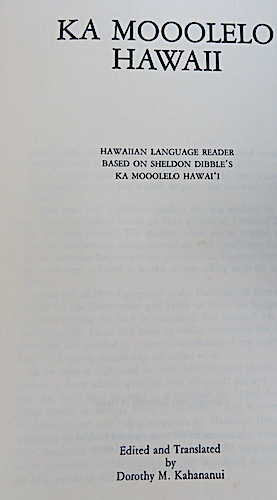 KA MOOOLELO
HAWAII
HAWAIIAN LANGUAGE READER
BASED ON SHELDON DIBBLE'S
KA MOOOLELO HAWAI'I
Edited and Translated
by
Dorothy M. Kahananui